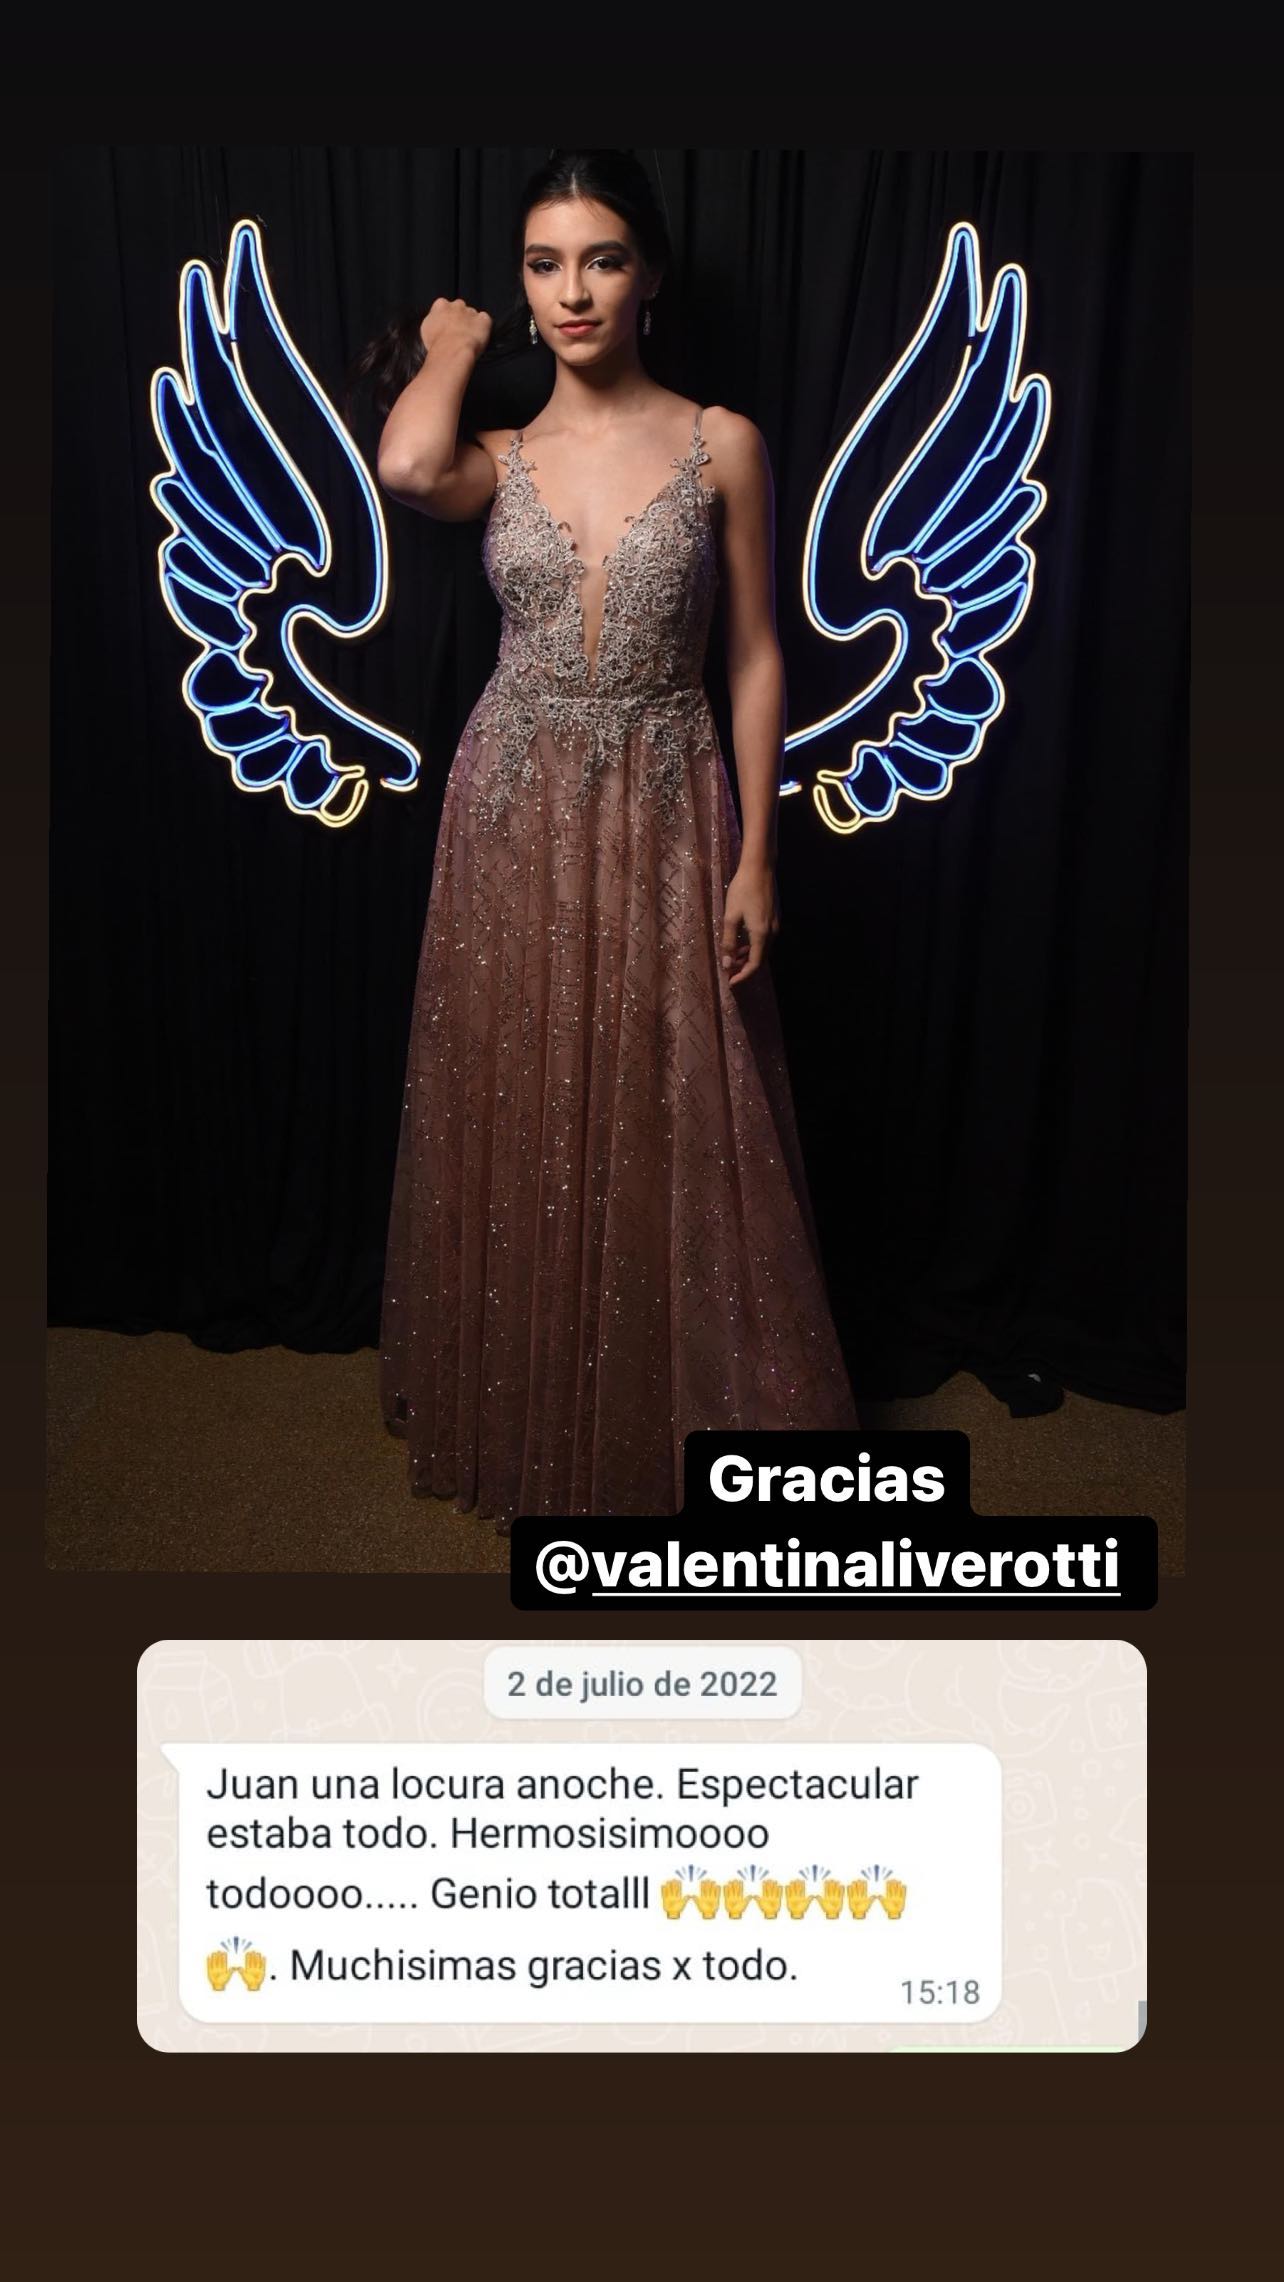 Gracias
@valentinaliverotti
2 de julio de 2022
Juan una locura anoche. Espectacular
estaba todo. Hermosisimoooo
todoooo..... Genio totalll 🙌🙌🙌🙌
🙌. Muchisimas gracias x todo.
15:18